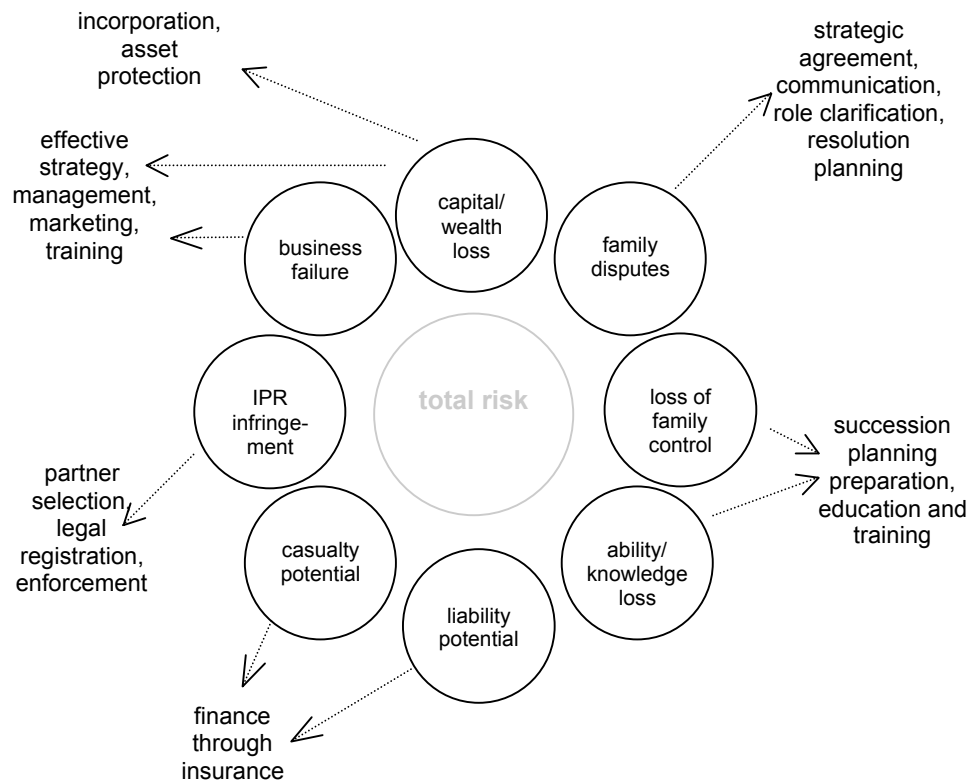 incorporation,
asset
protection
strategic
agreement,
communication,
role clarification,
resolution
planning
effective
strategy,
management,
marketing,
training
capital/
wealth
loss
business
failure
family
disputes
IPR
infringe-
ment
total risk
loss of
family
control
succession
planning
preparation,
education and
training
partner
selection,
legal
registration,
enforcement
casualty
potential
ability/
knowledge
loss
liability
potential
finance
through
insurance